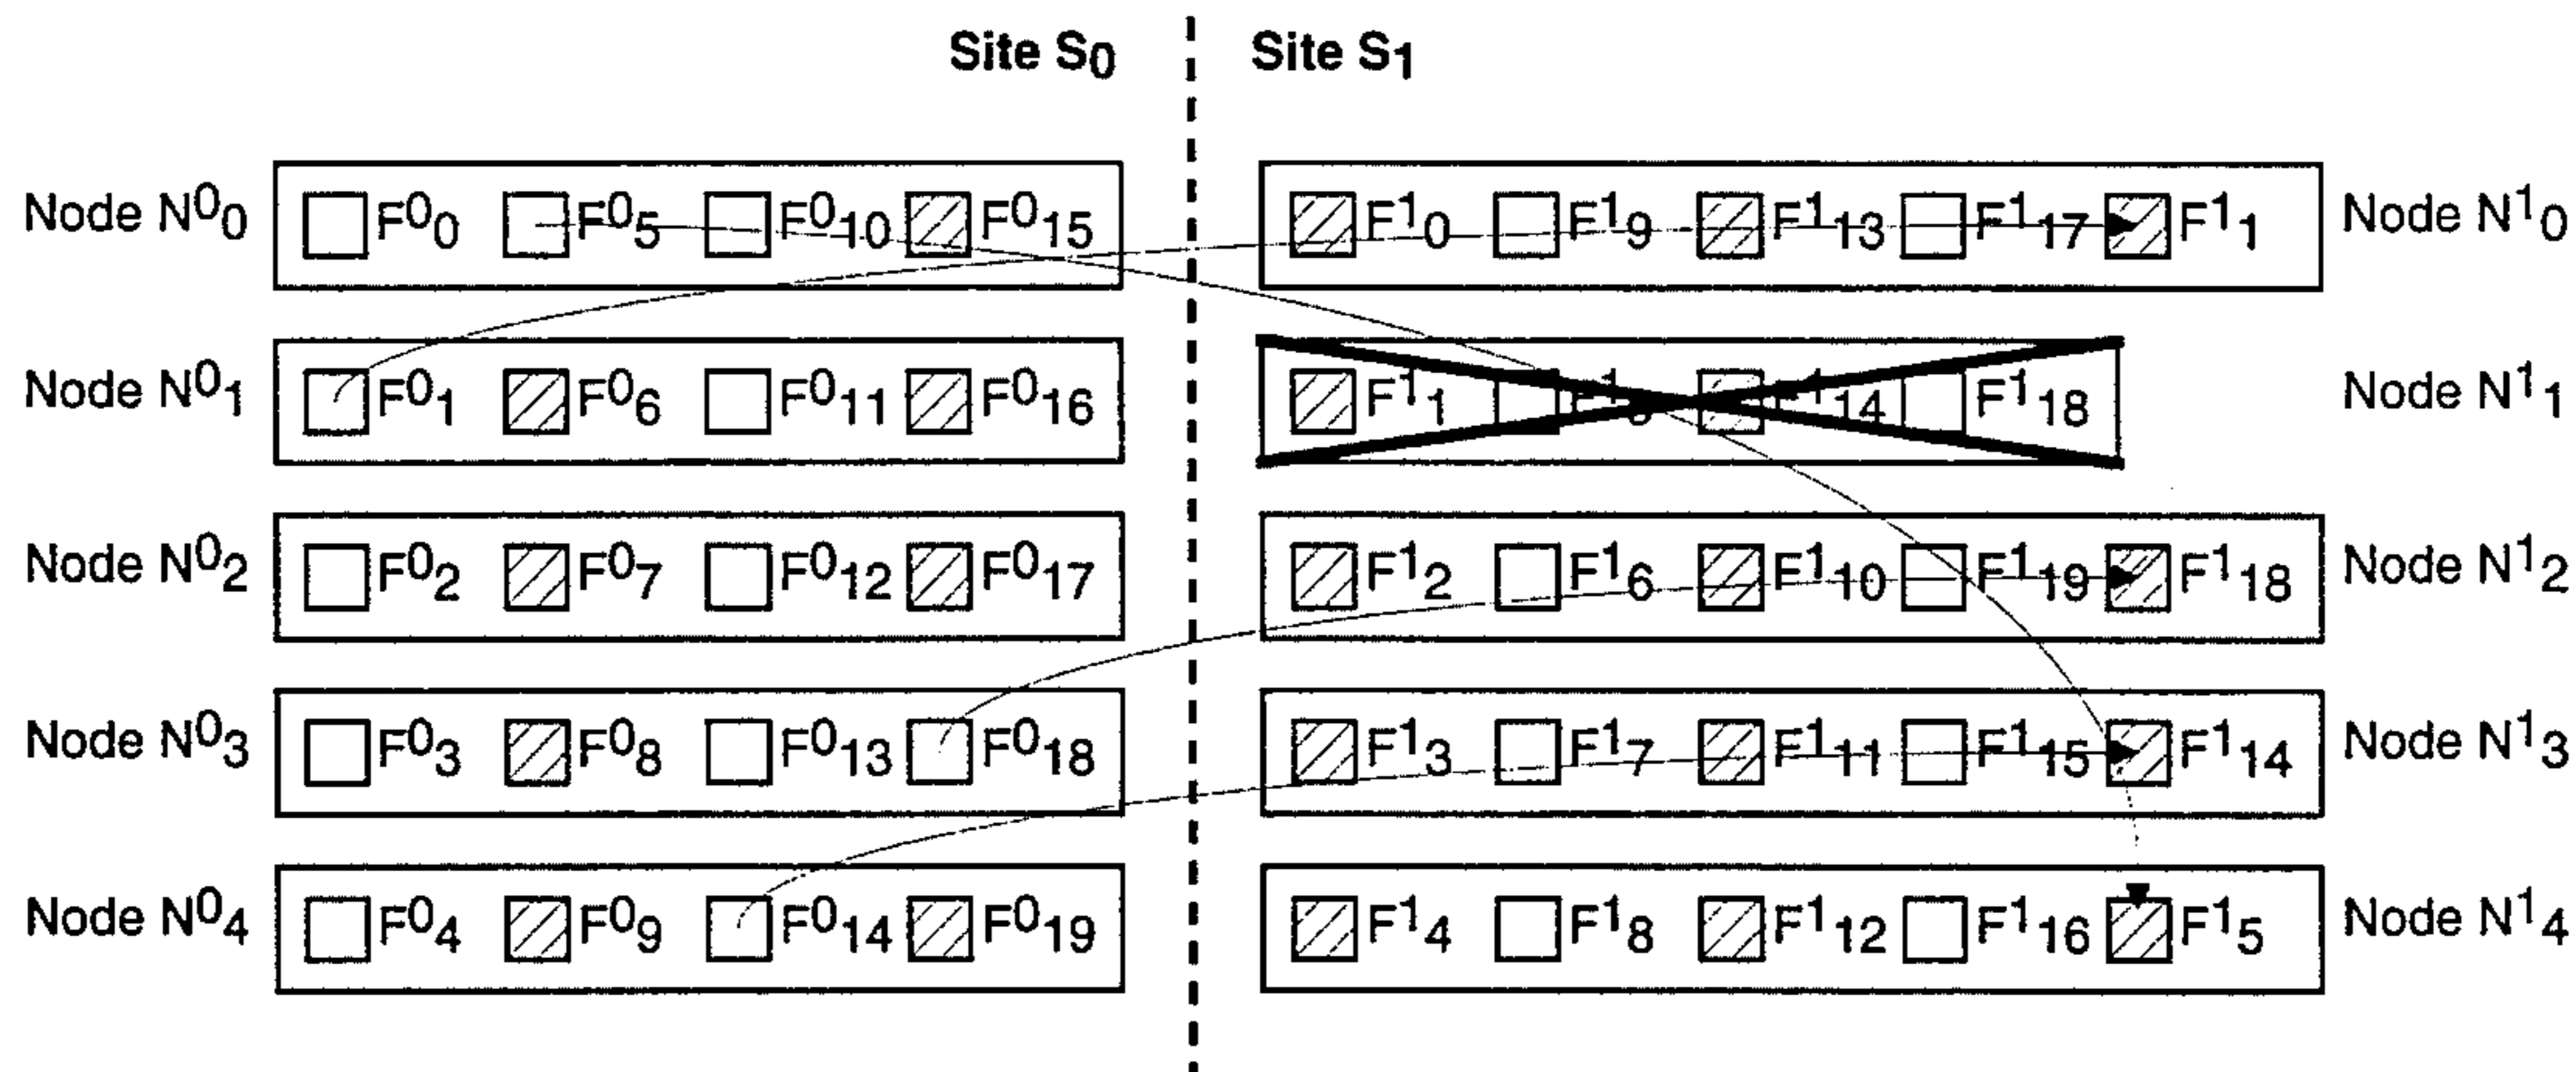 Site S0 Site S1
Node N⁰0 F⁰0 F⁰5 F⁰10 F⁰15 F¹0 F¹9 F¹13 F¹17 F¹1 Node N¹0
Node N⁰1 F⁰1 F⁰6 F⁰11 F⁰16 F¹1 F¹14 F¹18 Node N¹1
Node N⁰2 F⁰2 F⁰7 F⁰12 F⁰17 F¹2 F¹6 F¹10 F¹19 F¹18 Node N¹2
Node N⁰3 F⁰3 F⁰8 F⁰13 F⁰18 F¹3 F¹7 F¹11 F¹15 F¹14 Node N¹3
Node N⁰4 F⁰4 F⁰9 F⁰14 F⁰19 F¹4 F¹8 F¹12 F¹16 F¹5 Node N¹4